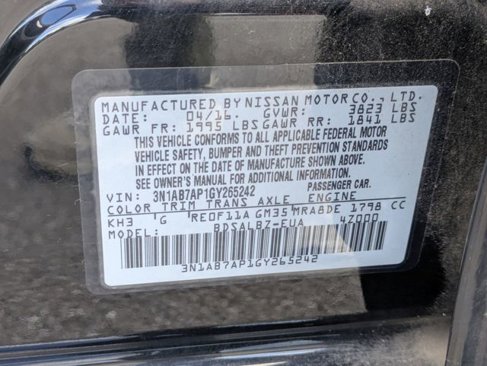 MANUFACTURED BY NISSAN MOTOR CO., LTD.
DATE: 04/16 GVWR: 3823 LBS
GAWR FR: 1995 LBS GAWR RR: 1841 LBS
THIS VEHICLE CONFORMS TO ALL APPLICABLE FEDERAL MOTOR
VEHICLE SAFETY, BUMPER AND THEFT PREVENTION STANDARDS
IN EFFECT ON THE DATE OF MANUFACTURE SHOWN ABOVE.
SEE OWNER'S MANUAL AND OTHER INFORMATION
VIN: 3N1AB7AP1GY265242 PASSENGER CAR.
COLOR TRIM TRANS AXLE ENGINE
KH3 G RE0F11A GM35 MRA8DE 1798 CC
MODEL: BDSALBZ-EUA 4Z000
3N1AB7AP1GY265242